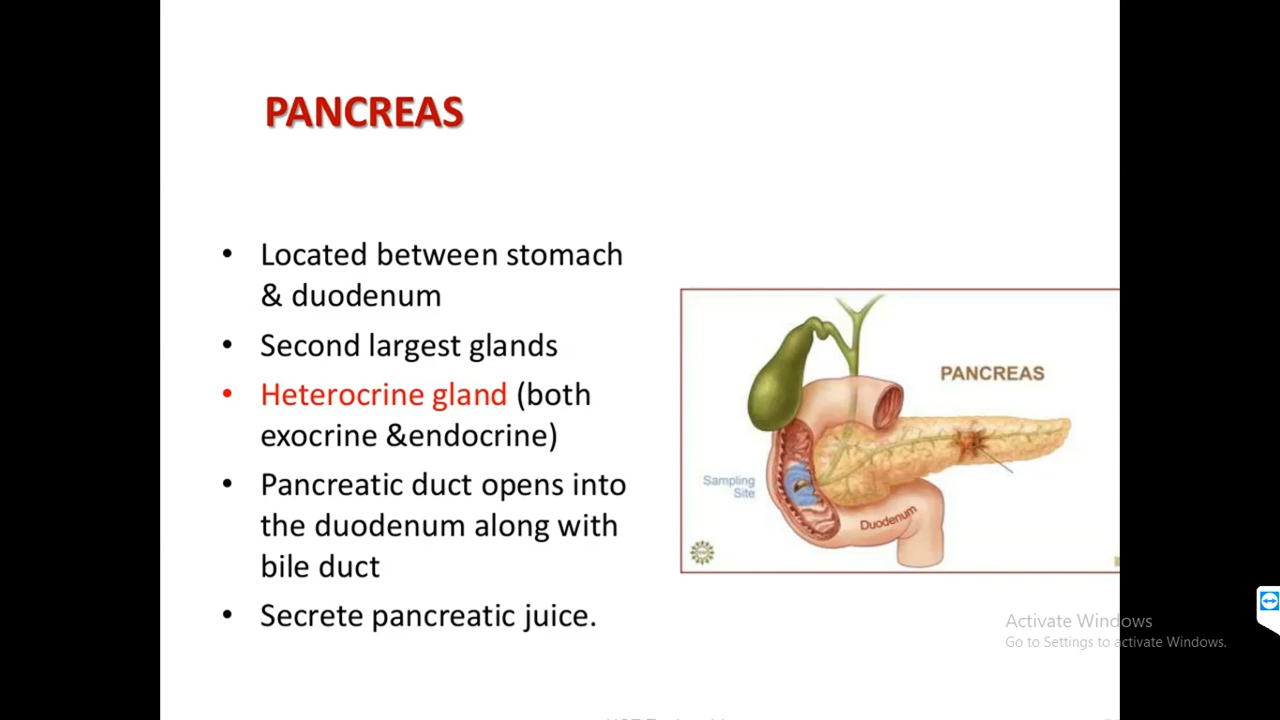 PANCREAS
• Located between stomach
& duodenum
• Second largest glands
• Heterocrine gland (both
exocrine &endocrine)
• Pancreatic duct opens into
the duodenum along with
bile duct
• Secrete pancreatic juice.
PANCREAS
Sampling
Site
Duodenum
Activate Windows
Go to Settings to activate Windows.